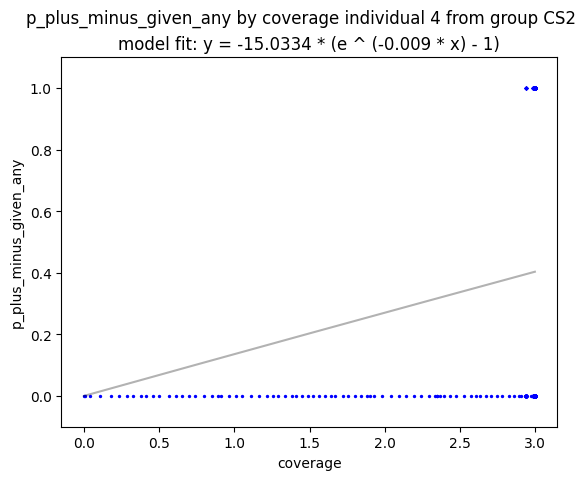 p_plus_minus_given_any by coverage individual 4 from group CS2
model fit: y = -15.0334 * (e ^ (-0.009 * x) - 1)
p_plus_minus_given_any
1.0
0.8
0.6
0.4
0.2
0.0
0.0 0.5 1.0 1.5 2.0 2.5 3.0
coverage